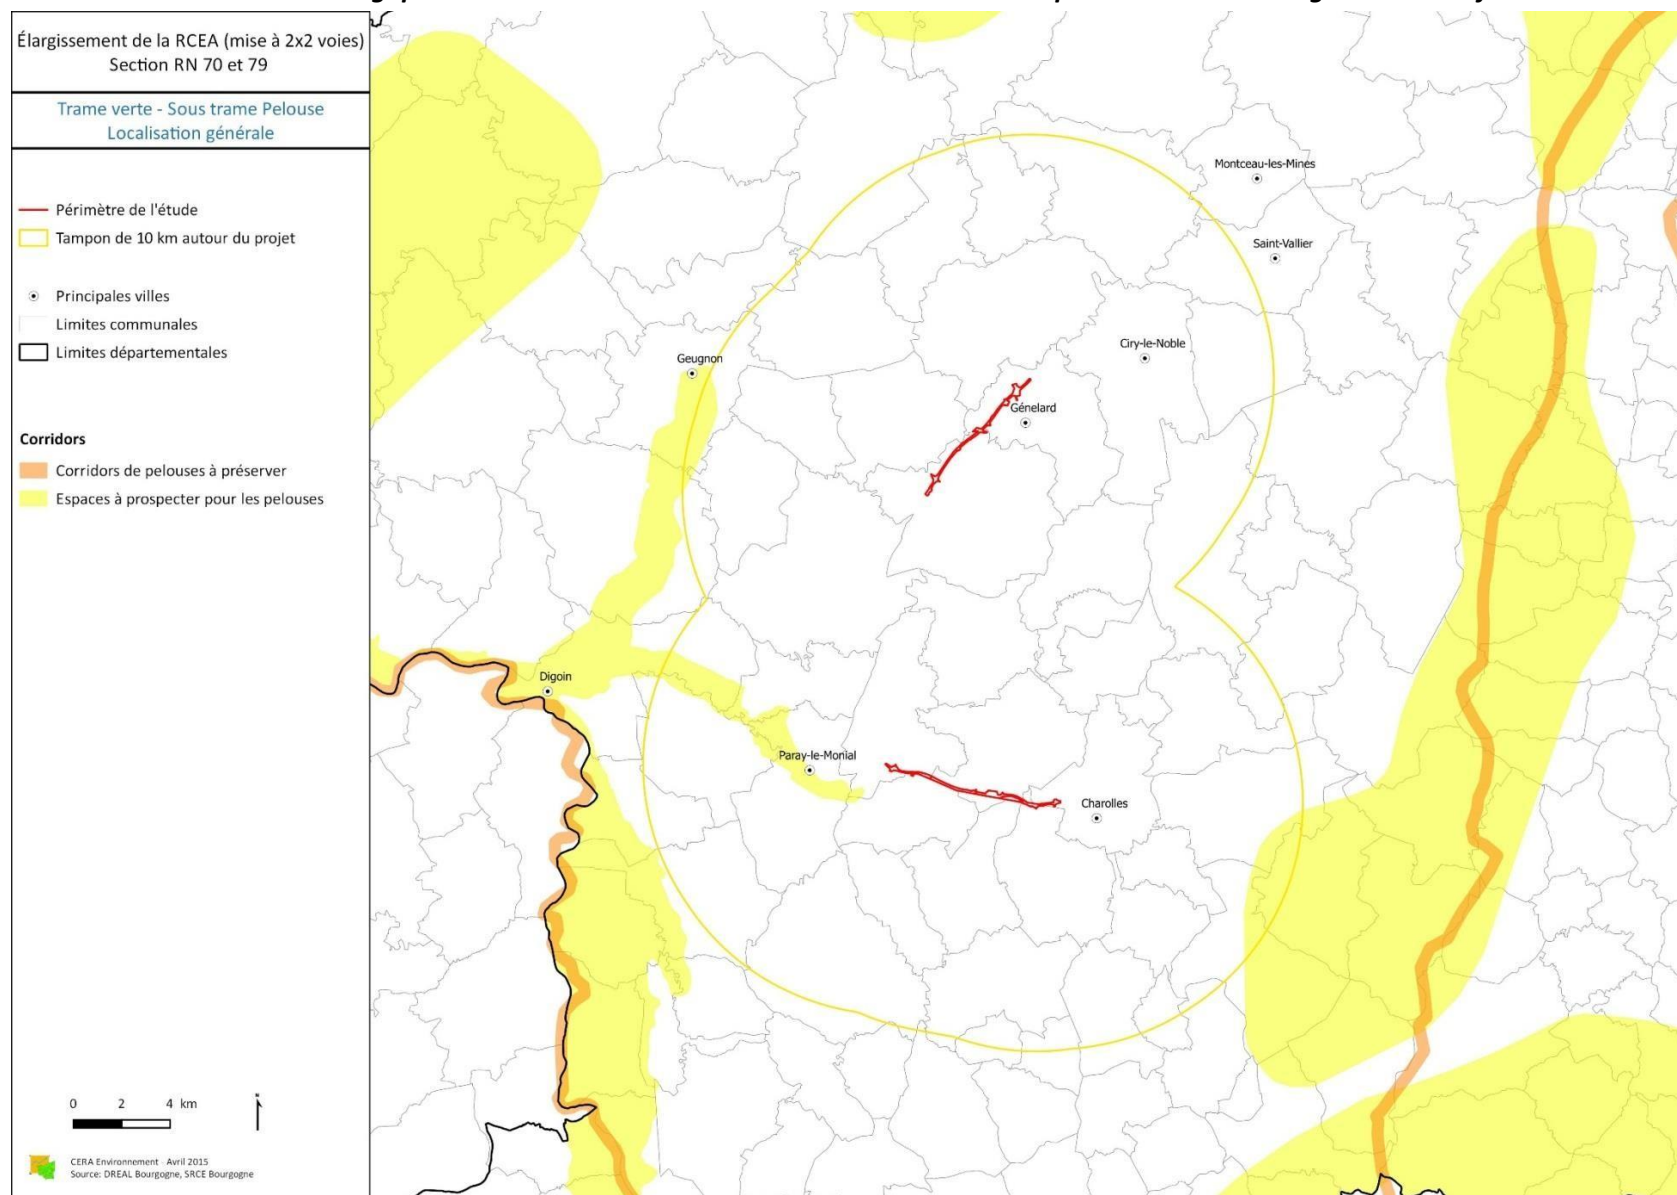 Élargissement de la RCEA (mise à 2x2 voies)
Section RN 70 et 79
Trame verte - Sous trame Pelouse
Localisation générale
Périmètre de l'étude
Tampon de 10 km autour du projet
Principales villes
Limites communales
Limites départementales
Corridors
Corridors de pelouses à préserver
Espaces à prospecter pour les pelouses
0 2 4 km
CERA Environnement - Avril 2015
Source: DREAL Bourgogne, SRCE Bourgogne
Montceau-les-Mines
Saint-Vallier
Ciry-le-Noble
Geugnon
Génelard
Digoin
Paray-le-Monial
Charolles